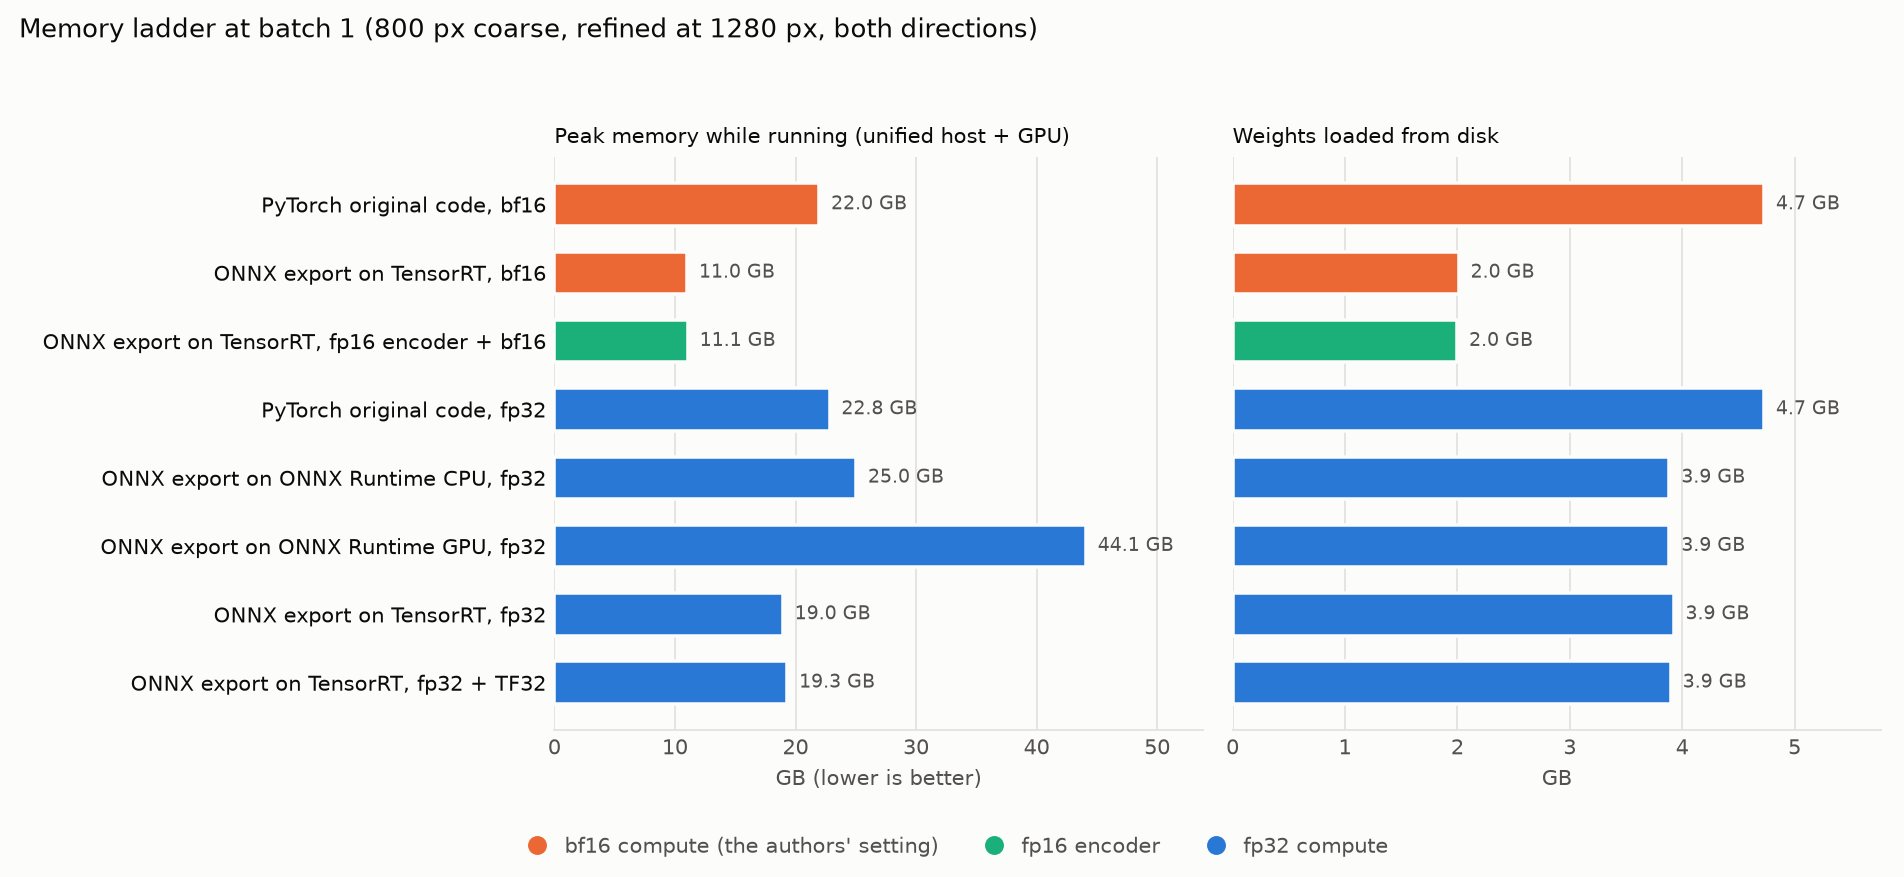 Memory ladder at batch 1 (800 px coarse, refined at 1280 px, both directions)
Peak memory while running (unified host + GPU)
Weights loaded from disk
PyTorch original code, bf16 22.0 GB 4.7 GB
ONNX export on TensorRT, bf16 11.0 GB 2.0 GB
ONNX export on TensorRT, fp16 encoder + bf16 11.1 GB 2.0 GB
PyTorch original code, fp32 22.8 GB 4.7 GB
ONNX export on ONNX Runtime CPU, fp32 25.0 GB 3.9 GB
ONNX export on ONNX Runtime GPU, fp32 44.1 GB 3.9 GB
ONNX export on TensorRT, fp32 19.0 GB 3.9 GB
ONNX export on TensorRT, fp32 + TF32 19.3 GB 3.9 GB
0 10 20 30 40 50
0 1 2 3 4 5
GB (lower is better)
GB
bf16 compute (the authors' setting) fp16 encoder fp32 compute